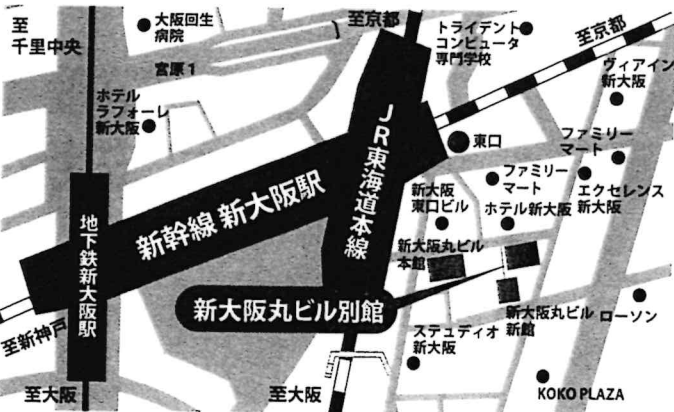 至
千里中央
大阪回生
病院
宮原1
至京都
トライデント
コンピュータ
専門学校
至京都
ヴィアイン
新大阪
ホテル
ラフォーレ
新大阪
JR東海道本線
東口
ファミリー
マート
ファミリー
マート
エクセレンス
新大阪
新大阪
東口ビル
ホテル新大阪
地下鉄新大阪駅
新幹線 新大阪駅
新大阪丸ビル
本館
新大阪丸ビル別館
新大阪丸ビル
新館
ローソン
至新神戸
ステュディオ
新大阪
至大阪
至大阪
KOKO PLAZA